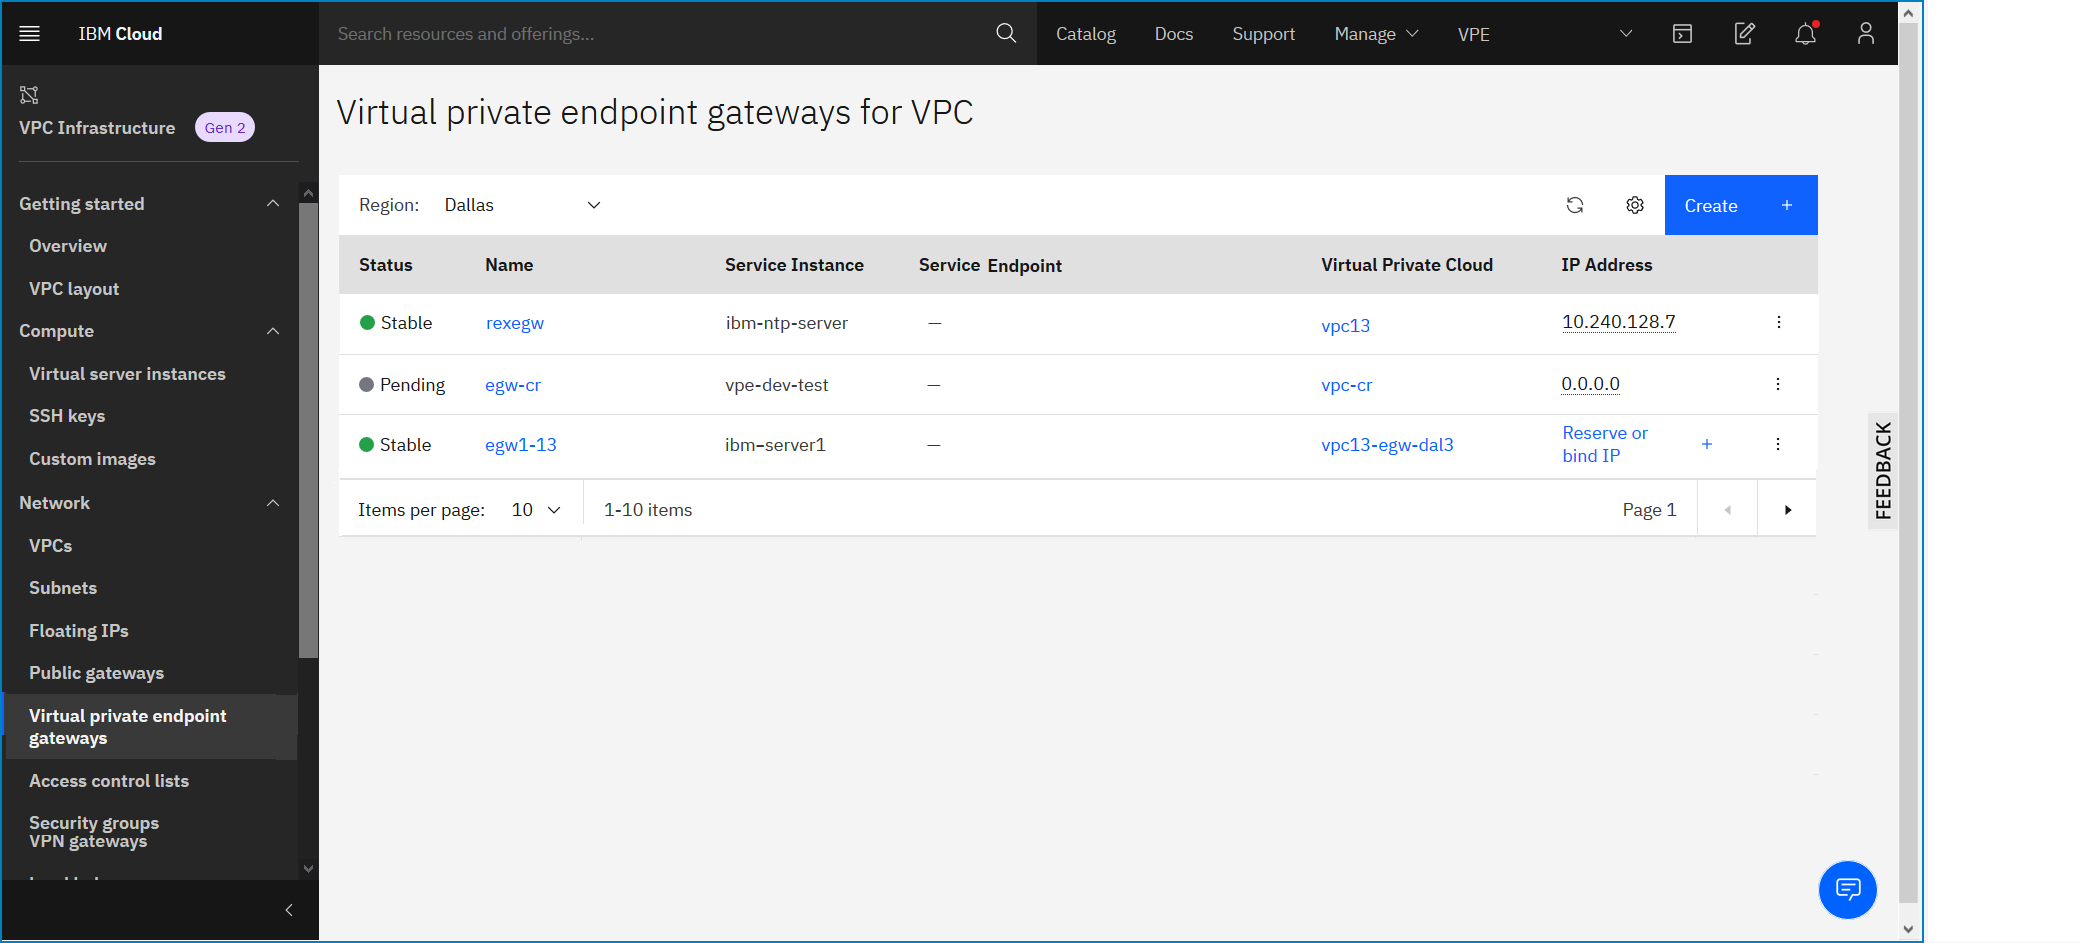 IBM Cloud
Search resources and offerings...
Catalog
Docs
Support
Manage
VPE
VPC Infrastructure
Gen 2
Getting started
Overview
VPC layout
Compute
Virtual server instances
SSH keys
Custom images
Network
VPCs
Subnets
Floating IPs
Public gateways
Virtual private endpoint
gateways
Access control lists
Security groups
VPN gateways
Virtual private endpoint gateways for VPC
Region: Dallas
Create +
Status Name Service Instance Service Endpoint Virtual Private Cloud IP Address
Stable rexegw ibm-ntp-server — vpc13 10.240.128.7
Pending egw-cr vpe-dev-test — vpc-cr 0.0.0.0
Stable egw1-13 ibm-server1 — vpc13-egw-dal3 Reserve or
bind IP +
Items per page: 10 1-10 items Page 1
FEEDBACK